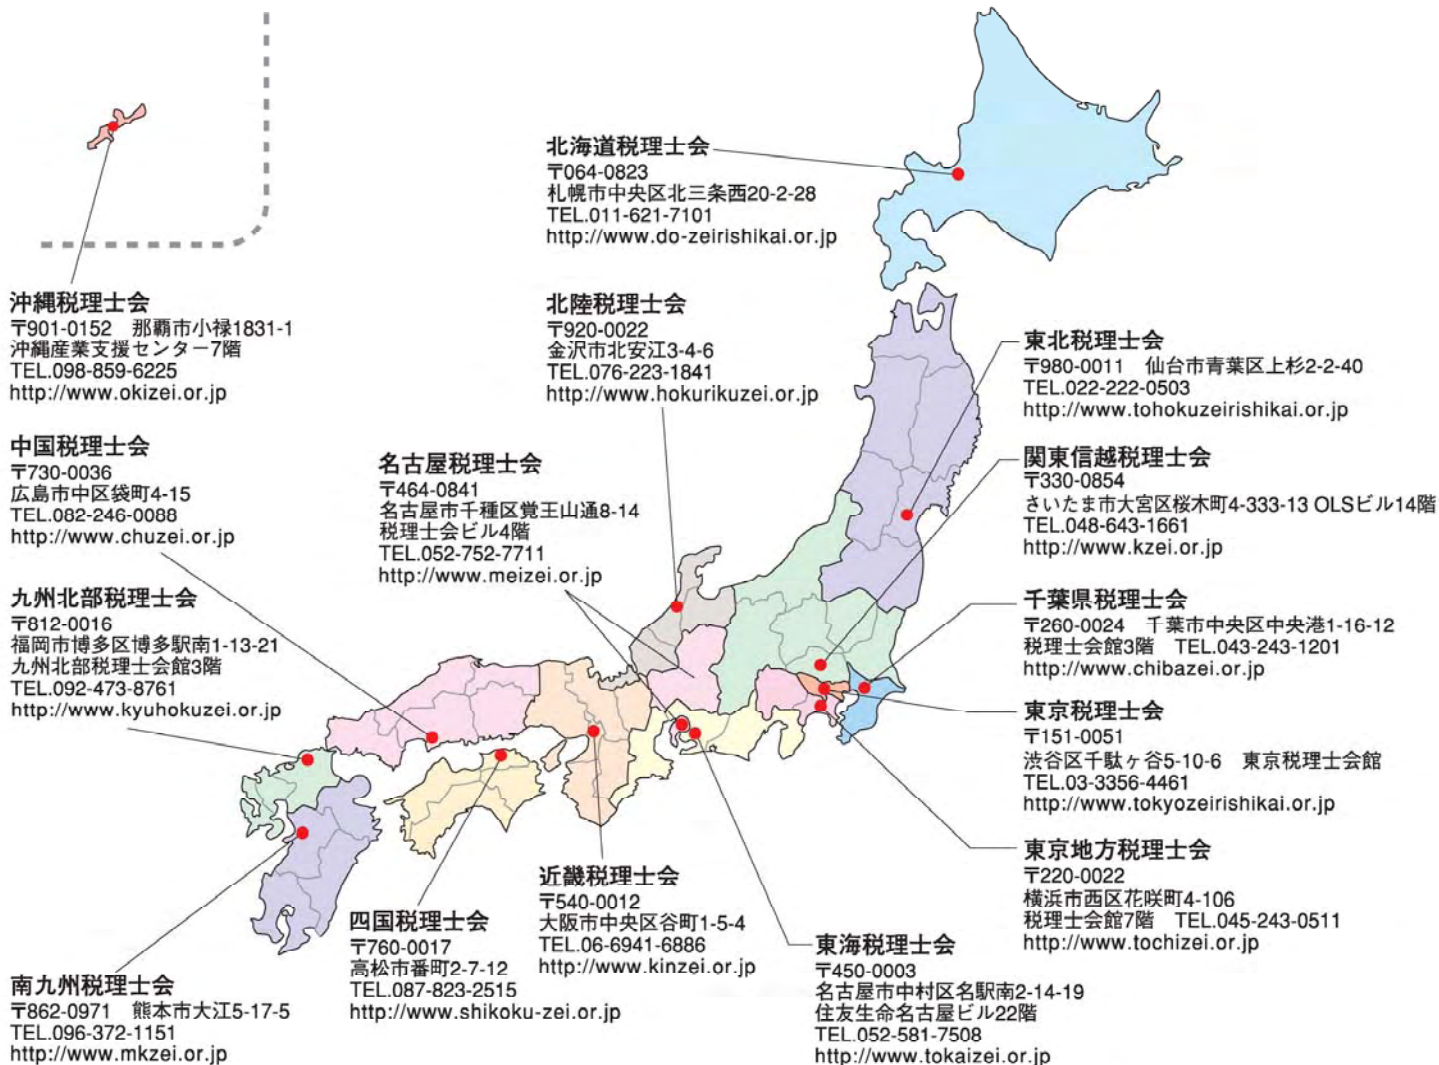 北海道税理士会
〒064-0823
札幌市中央区北三条西20-2-28
TEL.011-621-7101
http://www.do-zeirishikai.or.jp
沖縄税理士会
〒901-0152　那覇市小禄1831-1
沖縄産業支援センター7階
TEL.098-859-6225
http://www.okizei.or.jp
北陸税理士会
〒920-0022
金沢市北安江3-4-6
TEL.076-223-1841
http://www.hokurikuzei.or.jp
東北税理士会
〒980-0011　仙台市青葉区上杉2-2-40
TEL.022-222-0503
http://www.tohokuzeirishikai.or.jp
中国税理士会
〒730-0036
広島市中区袋町4-15
TEL.082-246-0088
http://www.chuzei.or.jp
名古屋税理士会
〒464-0841
名古屋市千種区覚王山通8-14
税理士会ビル4階
TEL.052-752-7711
http://www.meizei.or.jp
関東信越税理士会
〒330-0854
さいたま市大宮区桜木町4-333-13 OLSビル14階
TEL.048-643-1661
http://www.kzei.or.jp
九州北部税理士会
〒812-0016
福岡市博多区博多駅南1-13-21
九州北部税理士会館3階
TEL.092-473-8761
http://www.kyuhokuzei.or.jp
千葉県税理士会
〒260-0024　千葉市中央区中央港1-16-12
税理士会館3階　TEL.043-243-1201
http://www.chibazei.or.jp
東京税理士会
〒151-0051
渋谷区千駄ヶ谷5-10-6　東京税理士会館
TEL.03-3356-4461
http://www.tokyozeirishikai.or.jp
東京地方税理士会
〒220-0022
横浜市西区花咲町4-106
税理士会館7階　TEL.045-243-0511
http://www.tochizei.or.jp
近畿税理士会
〒540-0012
大阪市中央区谷町1-5-4
TEL.06-6941-6886
http://www.kinzei.or.jp
四国税理士会
〒760-0017
高松市番町2-7-12
TEL.087-823-2515
http://www.shikoku-zei.or.jp
東海税理士会
〒450-0003
名古屋市中村区名駅南2-14-19
住友生命名古屋ビル22階
TEL.052-581-7508
http://www.tokaizei.or.jp
南九州税理士会
〒862-0971　熊本市大江5-17-5
TEL.096-372-1151
http://www.mkzei.or.jp